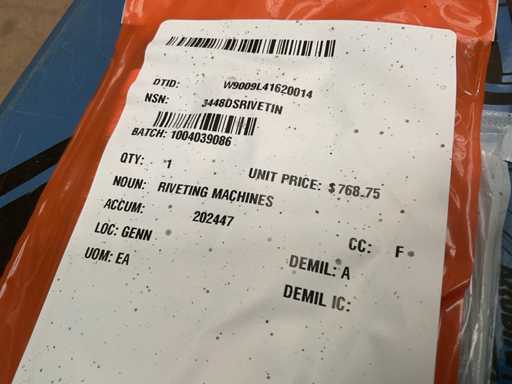 DTID: W9009L41620014
NSN: 3448DSRIVETIN
BATCH: 1004039086
QTY: 1 UNIT PRICE: $768.75
NOUN: RIVETING MACHINES
ACCUM: 202447
LOC: GENN CC: F
UOM: EA DEMIL: A
DEMIL IC: